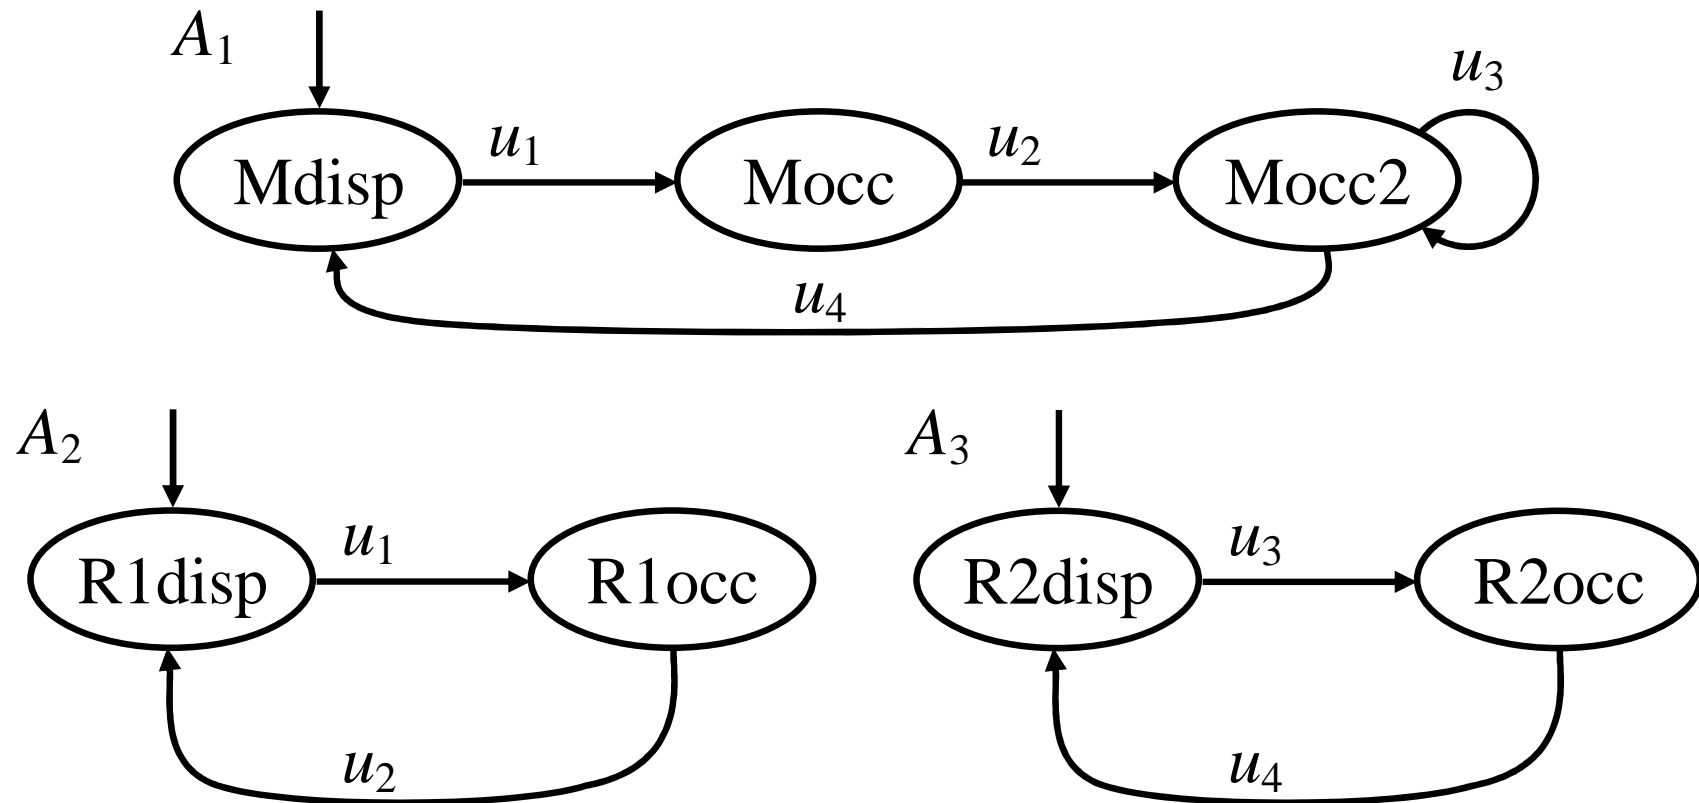 A1
u3
Mdisp
u1
Mocc
u2
Mocc2
u4
A2
A3
R1disp
u1
R1occ
R2disp
u3
R2occ
u2
u4